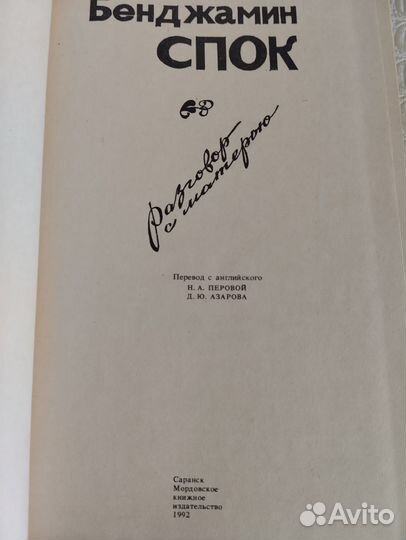 Бенджамин
СПОК
Разговор
с матерью
Перевод с английского
Н. А. ПЕРОВОЙ
Д. Ю. АЗАРОВА
Саранск
Мордовское
книжное
издательство
1992
Avito